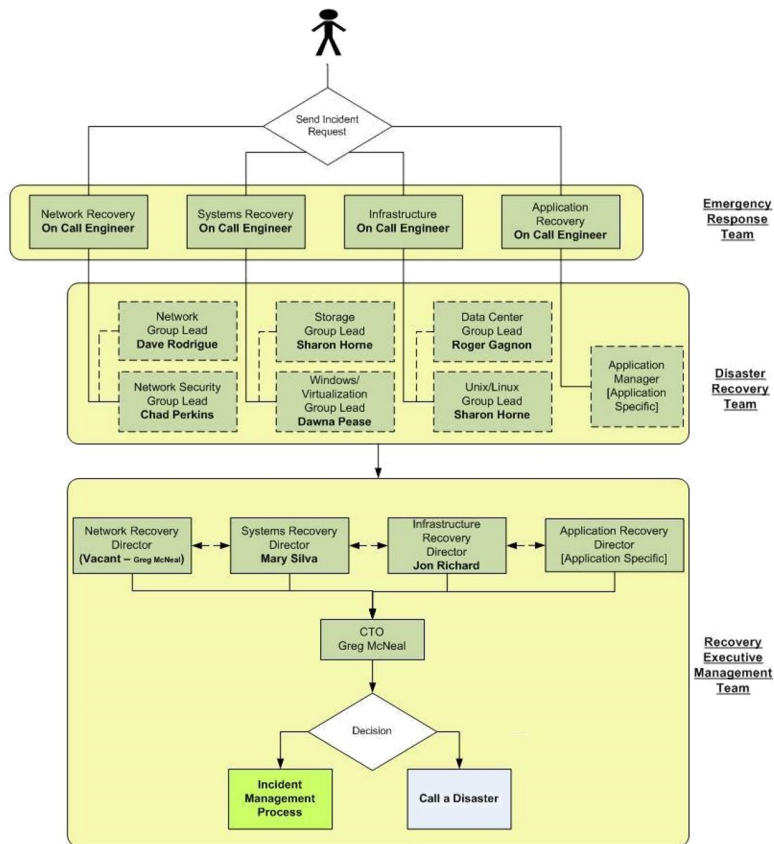 Send Incident
Request
Network Recovery
On Call Engineer
Systems Recovery
On Call Engineer
Infrastructure
On Call Engineer
Application
Recovery
On Call Engineer
Emergency
Response
Team
Network
Group Lead
Dave Rodrigue
Storage
Group Lead
Sharon Horne
Data Center
Group Lead
Roger Gagnon
Application
Manager
[Application
Specific]
Network Security
Group Lead
Chad Perkins
Windows/
Virtualization
Group Lead
Dawna Pease
Unix/Linux
Group Lead
Sharon Horne
Disaster
Recovery
Team
Network Recovery
Director
(Vacant – Greg McNeal)
Systems Recovery
Director
Mary Silva
Infrastructure
Recovery
Director
Jon Richard
Application Recovery
Director
[Application Specific]
CTO
Greg McNeal
Recovery
Executive
Management
Team
Decision
Incident
Management
Process
Call a Disaster